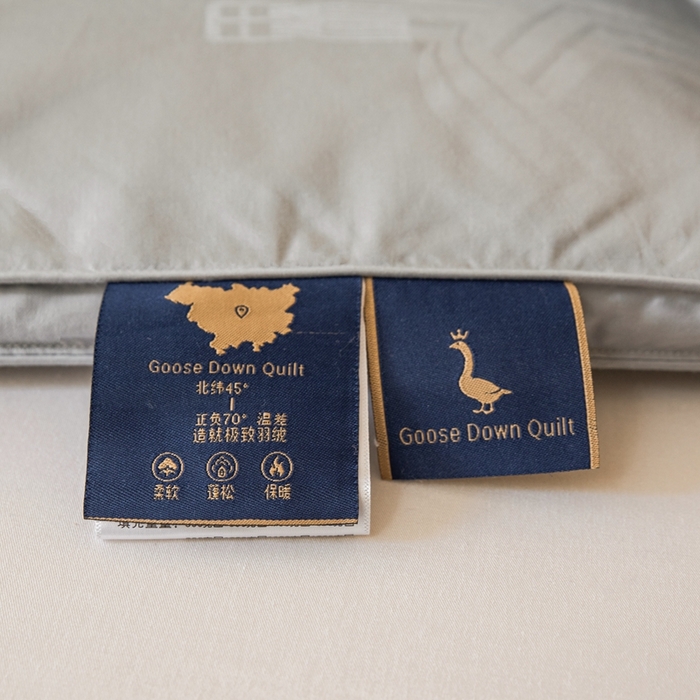 Goose Down Quilt
北纬45°
正负70° 温差
造就极致羽绒
柔软 蓬松 保暖
Goose Down Quilt